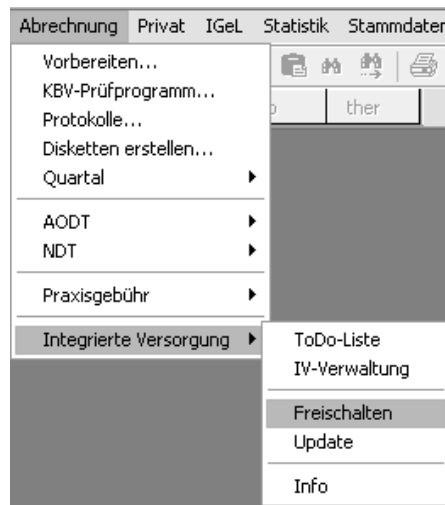 Abrechnung Privat IGeL Statistik Stammdaten
Vorbereiten...
KBV-Prüfprogramm...
Protokolle...
Disketten erstellen...
Quartal
AODT
NDT
Praxisgebühr
Integrierte Versorgung
ther
ToDo-Liste
IV-Verwaltung
Freischalten
Update
Info